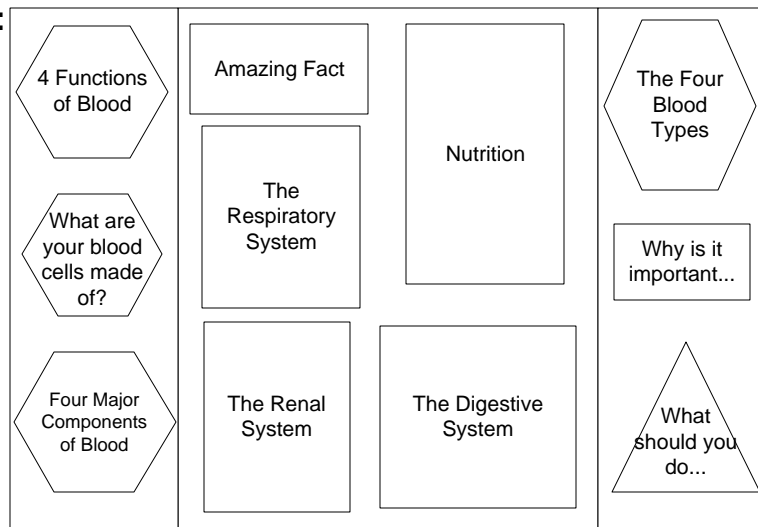 :
4 Functions
of Blood
What are
your blood
cells made
of?
Four Major
Components
of Blood
Amazing Fact
The
Respiratory
System
Nutrition
The Renal
System
The Digestive
System
The Four
Blood
Types
Why is it
important...
What
should you
do...